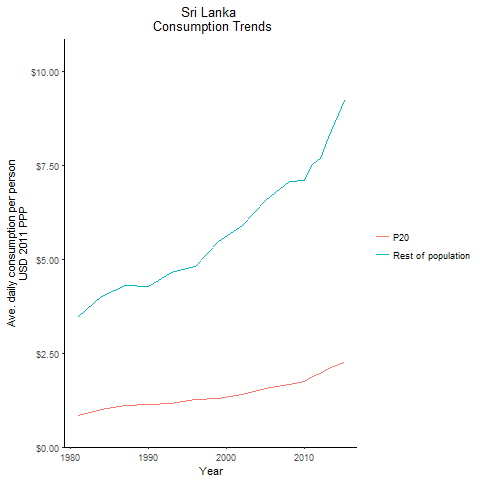 Sri Lanka
Consumption Trends
Ave. daily consumption per person
USD 2011 PPP
$10.00
$7.50
$5.00
$2.50
$0.00
1980 1990 2000 2010
Year
P20
Rest of population